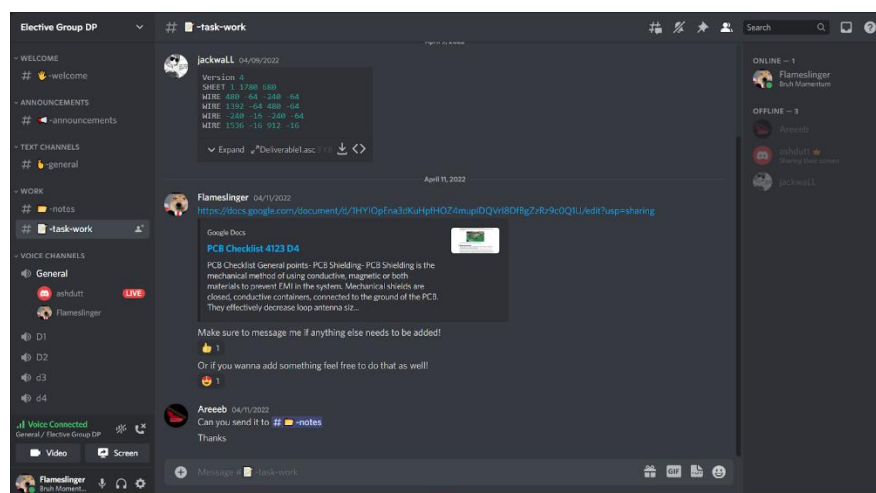 Elective Group DP
WELCOME
# 👋-welcome
ANNOUNCEMENTS
# 📢-announcements
TEXT CHANNELS
# 👆-general
WORK
# 📁-notes
# 📝-task-work
VOICE CHANNELS
General
ashdutt LIVE
Flameslinger
D1
D2
d3
d4
Voice Connected
General / Elective Group DP
Video Screen
Flameslinger
Bruh Moment...
# 📝-task-work
jackwaLL 04/09/2022
Version 4
SHEET 1 1780 680
WIRE 480 -64 -240 -64
WIRE 1392 -64 480 -64
WIRE -240 -16 -240 -64
WIRE 1536 -16 912 -16
Expand Deliverable1.asc
April 11, 2022
Flameslinger 04/11/2022
Google Docs
PCB Checklist 4123 D4
PCB Checklist General points- PCB Shielding- PCB Shielding is the
mechanical method of using conductive, magnetic or both
materials to prevent EMI in the system. Mechanical shields are
closed, conductive containers, connected to the ground of the PCB.
They effectively decrease loop antenna siz...
Make sure to message me if anything else needs to be added!
👍 1
Or if you wanna add something feel free to do that as well!
😍 1
Areeeb 04/11/2022
Can you send it to # 📁-notes
Thanks
Message #📝-task-work
GIF
Search
ONLINE — 1
Flameslinger
Bruh Momentum
OFFLINE — 3
Areeeb
ashdutt
Sharing their screen
jackwaLL